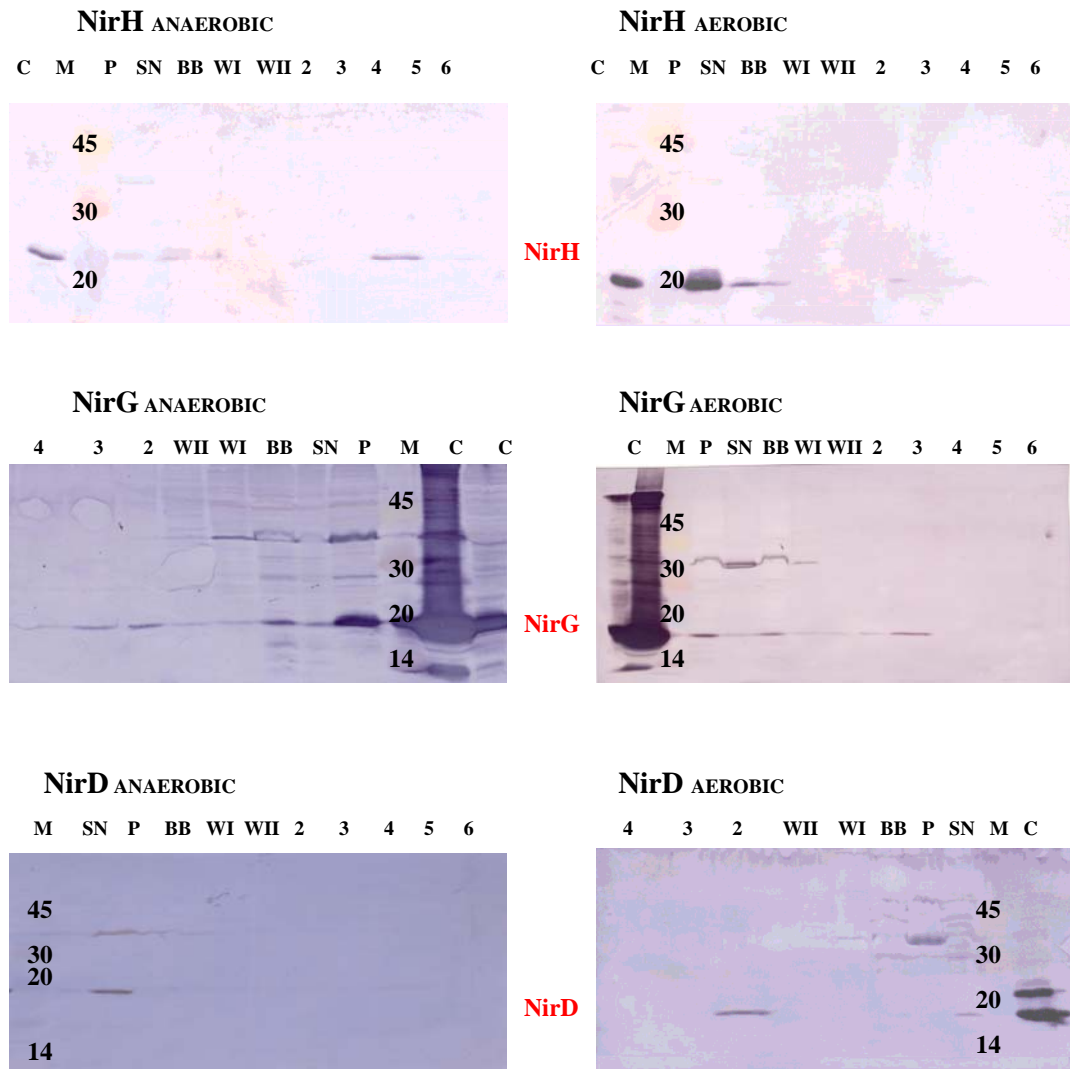 NirH ANAEROBIC
C M P SN BB WI WII 2 3 4 5 6
45
30
20
NirH AEROBIC
C M P SN BB WI WII 2 3 4 5 6
45
30
20
NirH
NirG ANAEROBIC
4 3 2 WII WI BB SN P M C C
45
30
20
14
NirG AEROBIC
C M P SN BB WI WII 2 3 4 5 6
45
30
20
14
NirG
NirD ANAEROBIC
M SN P BB WI WII 2 3 4 5 6
45
30
20
14
NirD AEROBIC
4 3 2 WII WI BB P SN M C
45
30
20
14
NirD